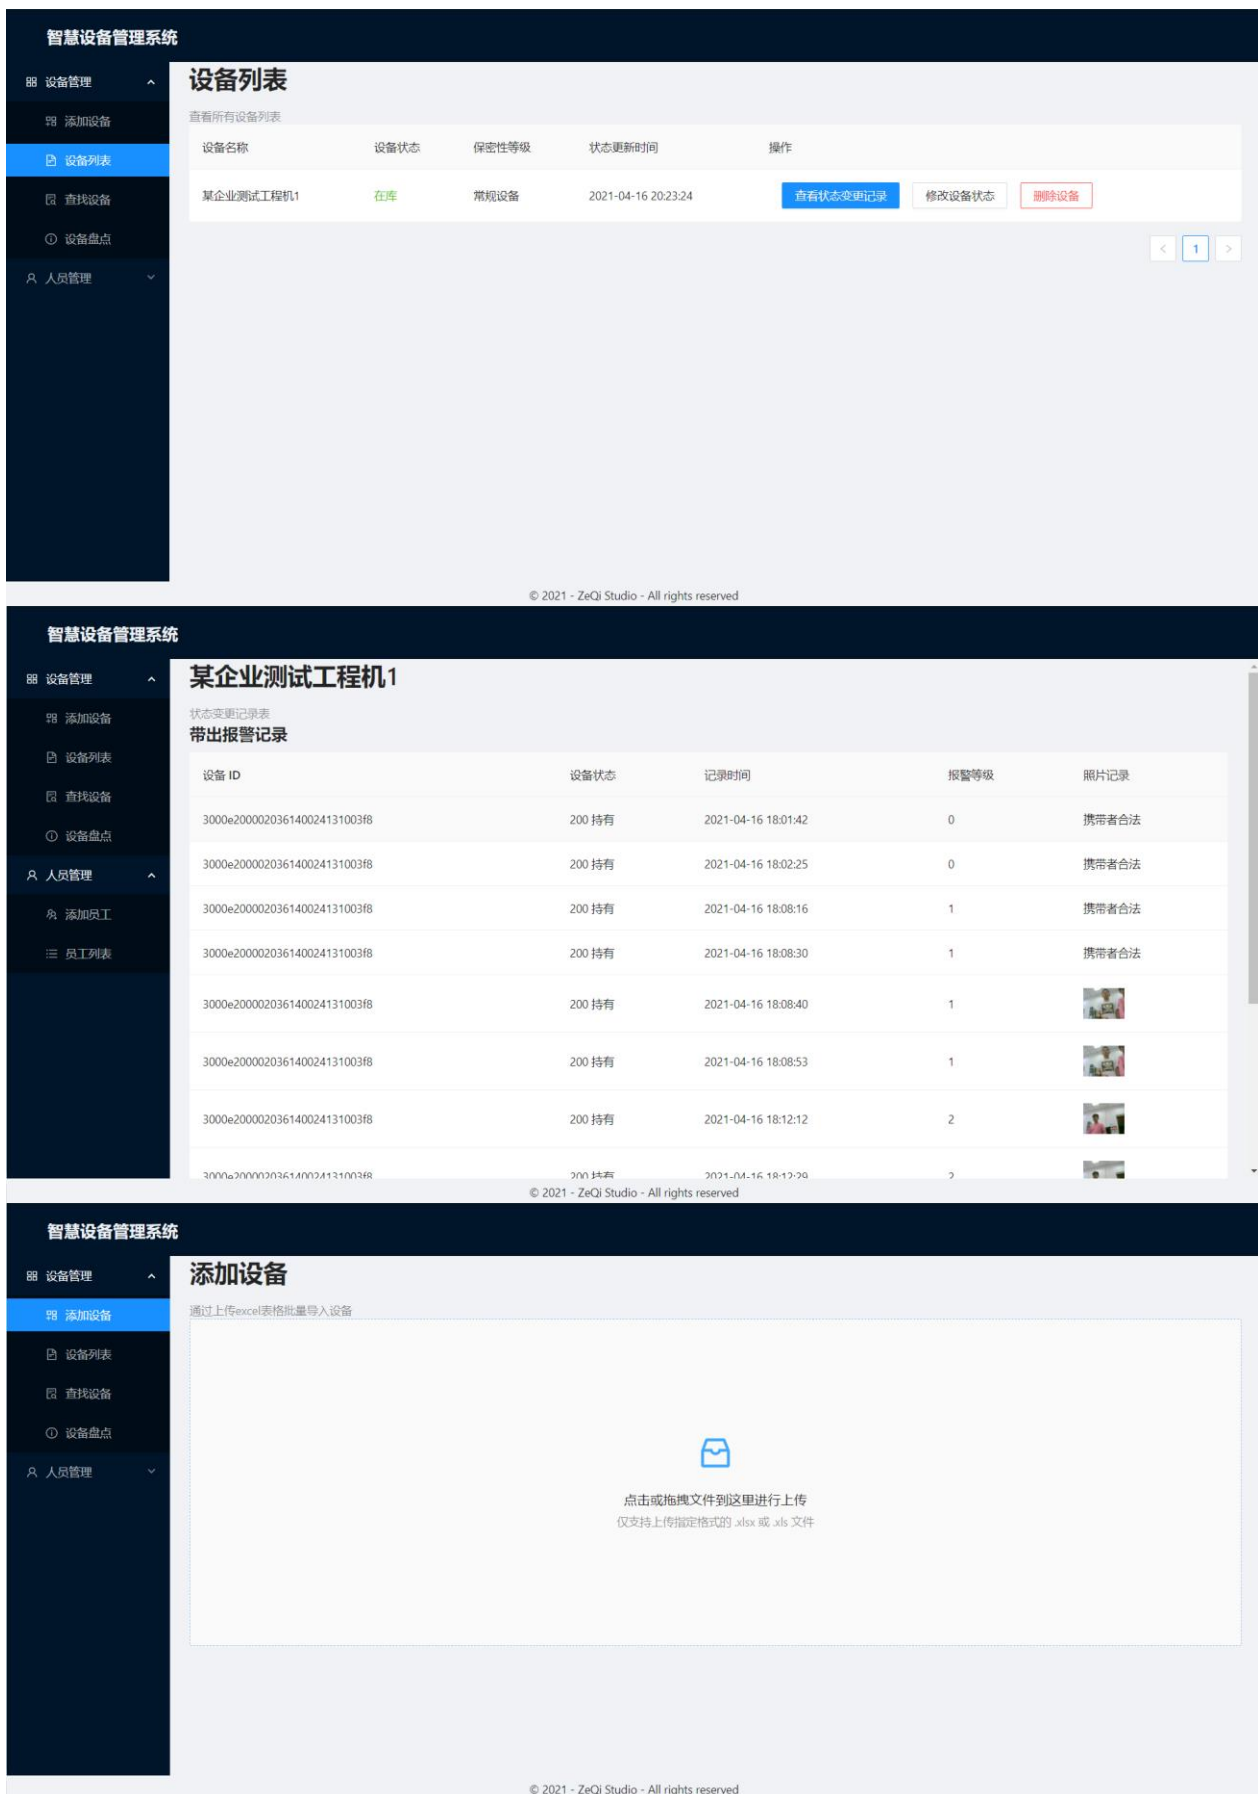 智慧设备管理系统
设备管理
添加设备
设备列表
查找设备
设备盘点
人员管理
设备列表
查看所有设备列表
设备名称 设备状态 保密性等级 状态更新时间 操作
某企业测试工程机1 在库 常规设备 2021-04-16 20:23:24 查看状态变更记录 修改设备状态 删除设备
< 1 >
© 2021 - ZeQi Studio - All rights reserved
智慧设备管理系统
设备管理
添加设备
设备列表
查找设备
设备盘点
人员管理
添加员工
员工列表
某企业测试工程机1
状态变更记录表
带出报警记录
设备 ID 设备状态 记录时间 报警等级 照片记录
3000e2000020361400241310​03f8 200 持有 2021-04-16 18:01:42 0 携带者合法
3000e200002036140024131003f8 200 持有 2021-04-16 18:02:25 0 携带者合法
3000e200002036140024131003f8 200 持有 2021-04-16 18:08:16 1 携带者合法
3000e200002036140024131003f8 200 持有 2021-04-16 18:08:30 1 携带者合法
3000e200002036140024131003f8 200 持有 2021-04-16 18:08:40 1
3000e200002036140024131003f8 200 持有 2021-04-16 18:08:53 1
3000e200002036140024131003f8 200 持有 2021-04-16 18:12:12 2
3000e200002036140024131003f8 200 持有 2021-04-16 18:12:29 2
© 2021 - ZeQi Studio - All rights reserved
智慧设备管理系统
设备管理
添加设备
设备列表
查找设备
设备盘点
人员管理
添加设备
通过上传excel表格批量导入设备
点击或拖拽文件到这里进行上传
仅支持上传指定格式的 .xlsx 或 .xls 文件
© 2021 - ZeQi Studio - All rights reserved